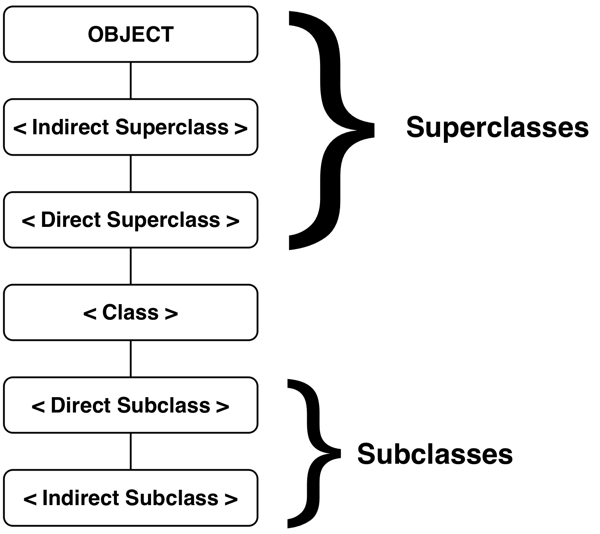 OBJECT
< Indirect Superclass >
Superclasses
< Direct Superclass >
< Class >
< Direct Subclass >
Subclasses
< Indirect Subclass >